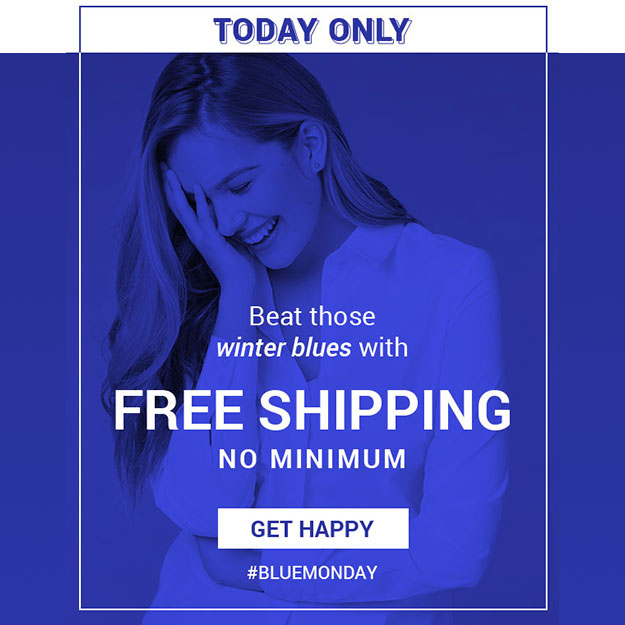 TODAY ONLY
Beat those
winter blues with
FREE SHIPPING
NO MINIMUM
GET HAPPY
#BLUEMONDAY